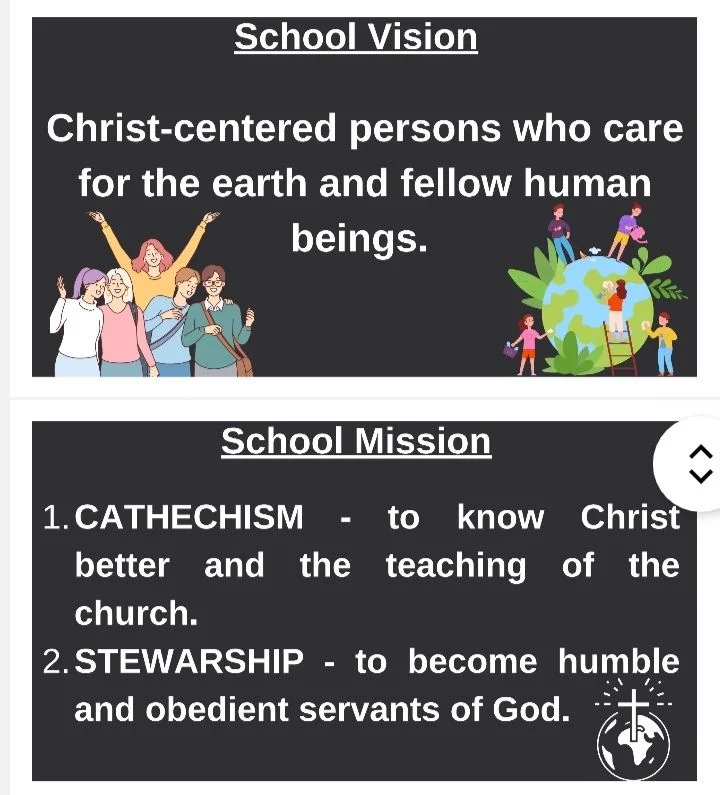 School Vision
Christ-centered persons who care
for the earth and fellow human
beings.
School Mission
1. CATHECHISM - to know Christ
better and the teaching of the
church.
2. STEWARSHIP - to become humble
and obedient servants of God.